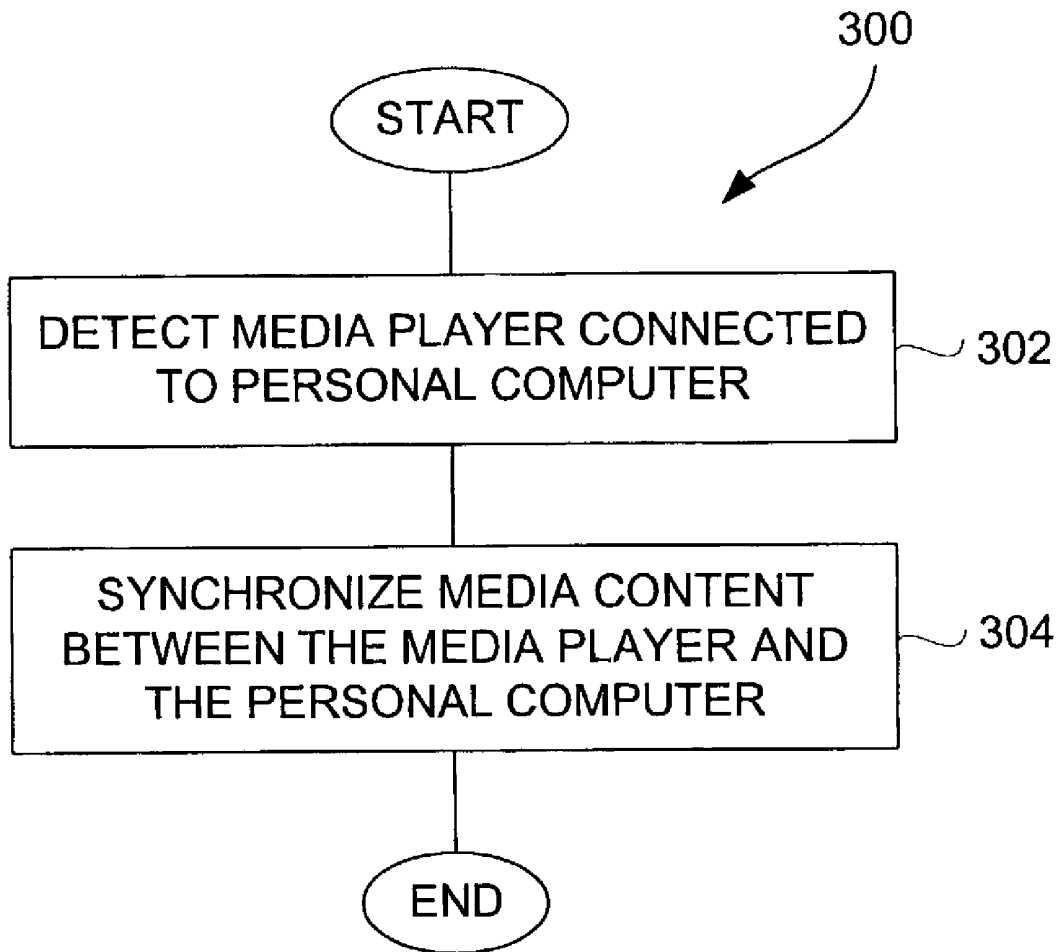 300
START
DETECT MEDIA PLAYER CONNECTED
TO PERSONAL COMPUTER
302
SYNCHRONIZE MEDIA CONTENT
BETWEEN THE MEDIA PLAYER AND
THE PERSONAL COMPUTER
304
END